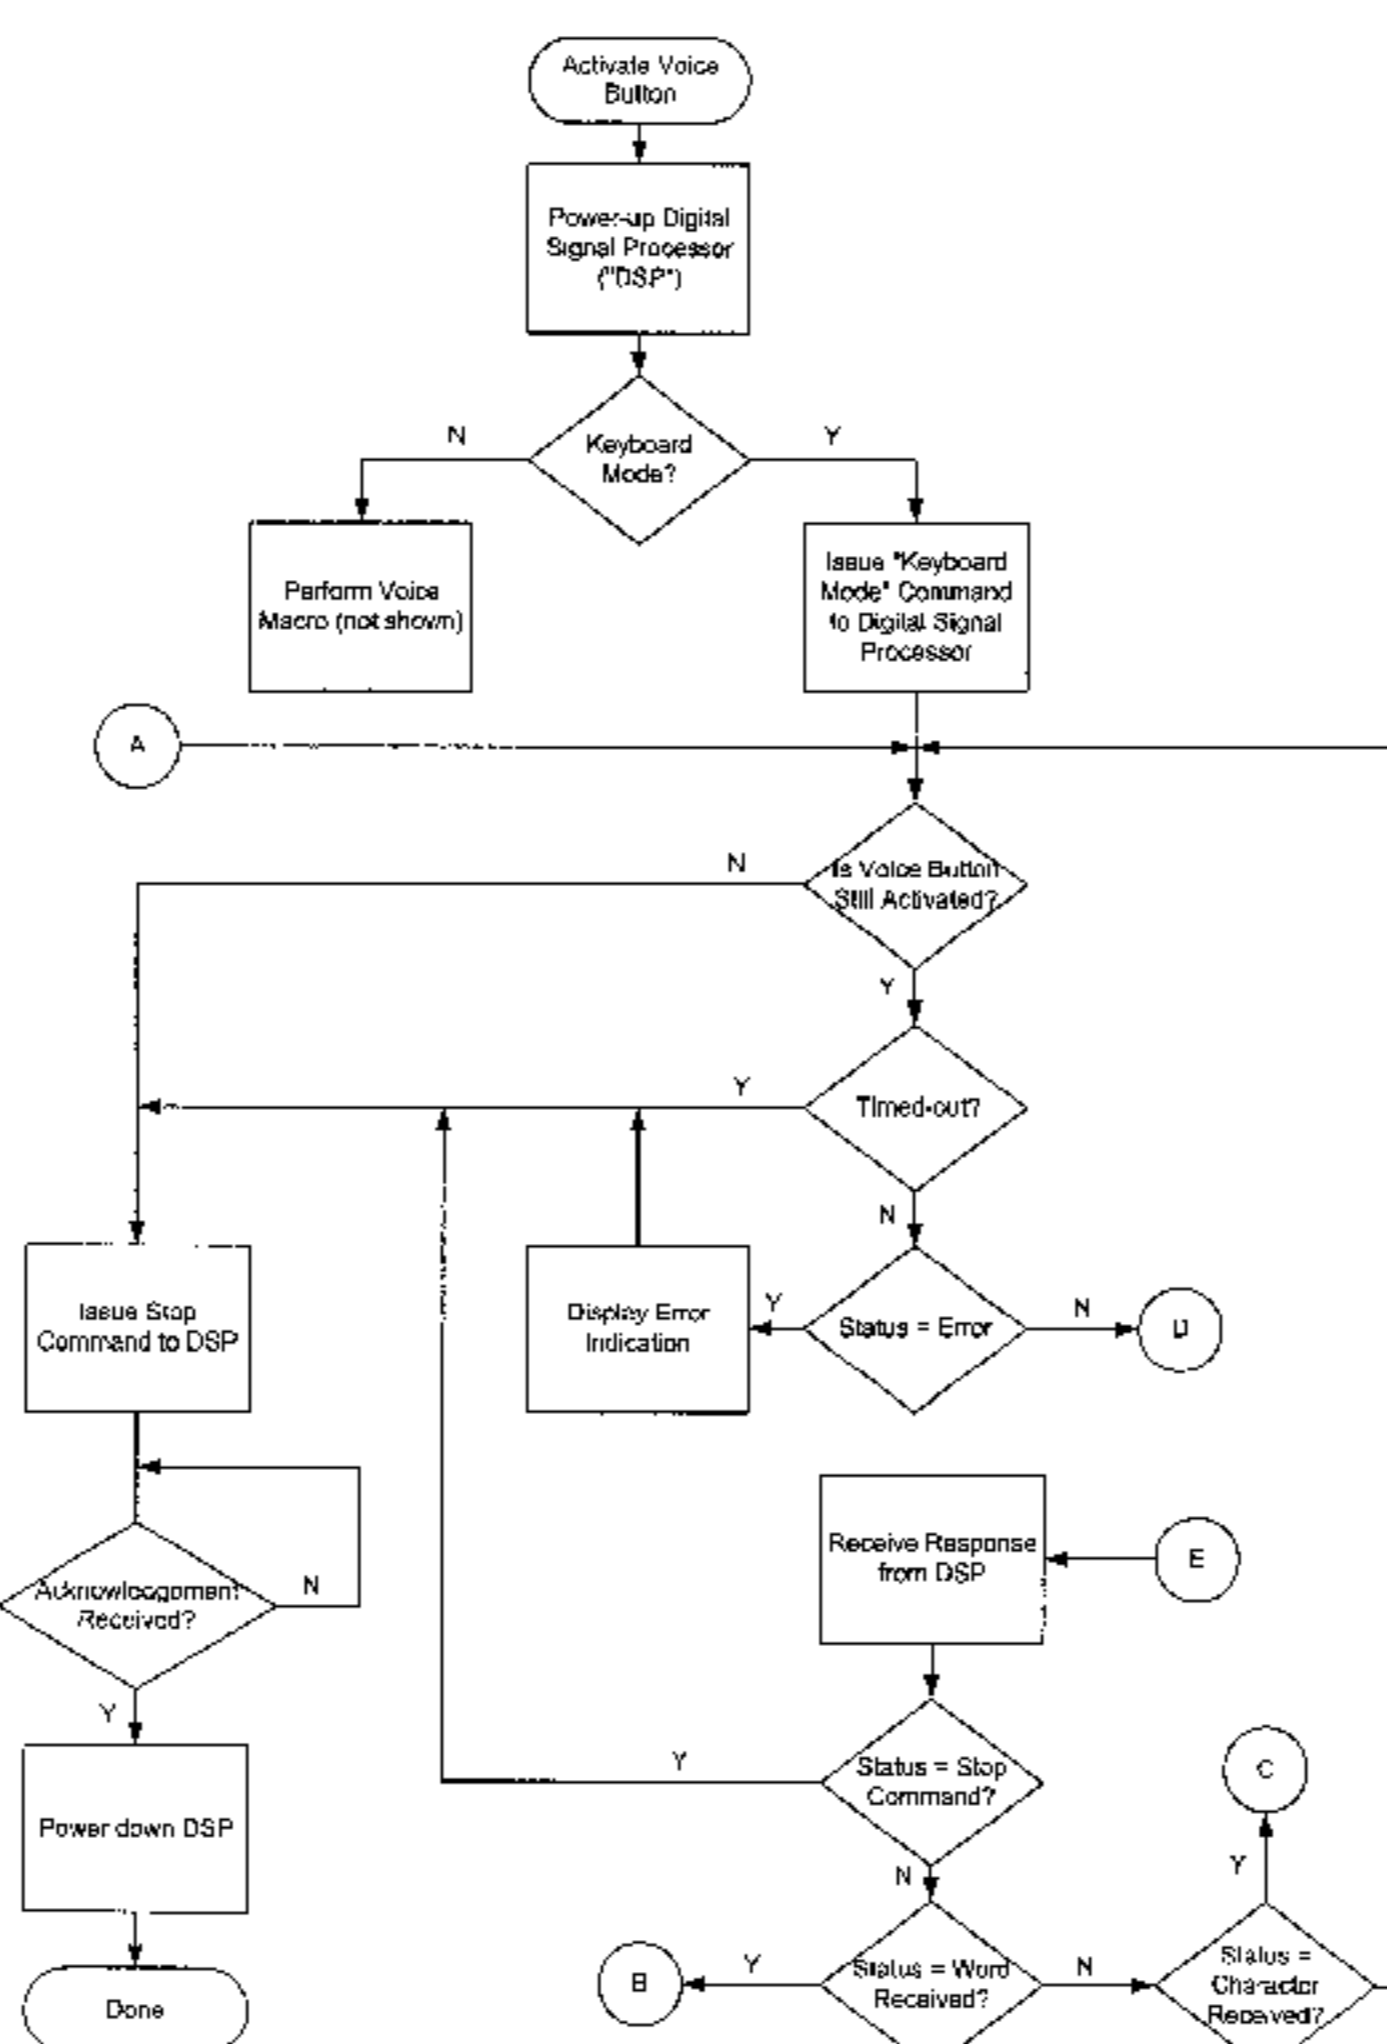 Activate Voice
Button
Power-up Digital
Signal Processor
("DSP")
N
Keyboard
Mode?
Y
Perform Voice
Macro (not shown)
Issue "Keyboard
Mode" Command
to Digital Signal
Processor
A
N
Is Voice Button
Still Activated?
Y
Y
Timed-out?
N
Issue Stop
Command to DSP
Display Error
Indication
Y
Status = Error
N
D
Receive Response
from DSP
E
Acknowledgement
Received?
N
Y
Y
Status = Stop
Command?
C
Power down DSP
N
Y
Done
B
Y
Status = Word
Received?
N
Status =
Character
Received?